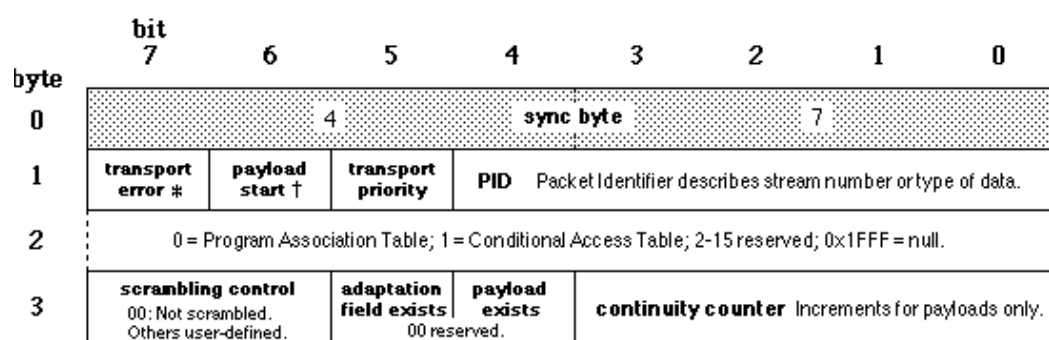 bit
7 6 5 4 3 2 1 0
byte
0 4 sync byte 7
1 transport error * payload start † transport priority PID Packet Identifier describes stream number or type of data.
2 0 = Program Association Table; 1 = Conditional Access Table; 2-15 reserved; 0x1FFF = null.
3 scrambling control 00: Not scrambled. Others user-defined. adaptation field exists payload exists 00 reserved. continuity counter Increments for payloads only.